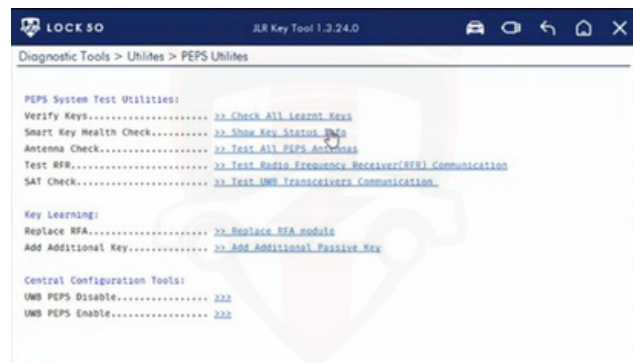 LOCK 50
JLR Key Tool 1.3.24.0
Diagnostic Tools > Utilites > PEPS Utilites
PEPS System Test Utilities:
Verify Keys..................... >> Check All Learnt Keys
Smart Key Health Check.......... >> Show Key Status Info
Antenna Check................... >> Test All PEPS Antennas
Test RFR........................ >> Test Radio Frequency Receiver(RFR) Communication
SAT Check....................... >> Test UWB Transceivers Communication
Key Learning:
Replace RFA..................... >> Replace RFA module
Add Additional Key.............. >> Add Additional Passive Key
Central Configuration Tools:
UWB PEPS Disable................ >>>
UWB PEPS Enable................. >>>